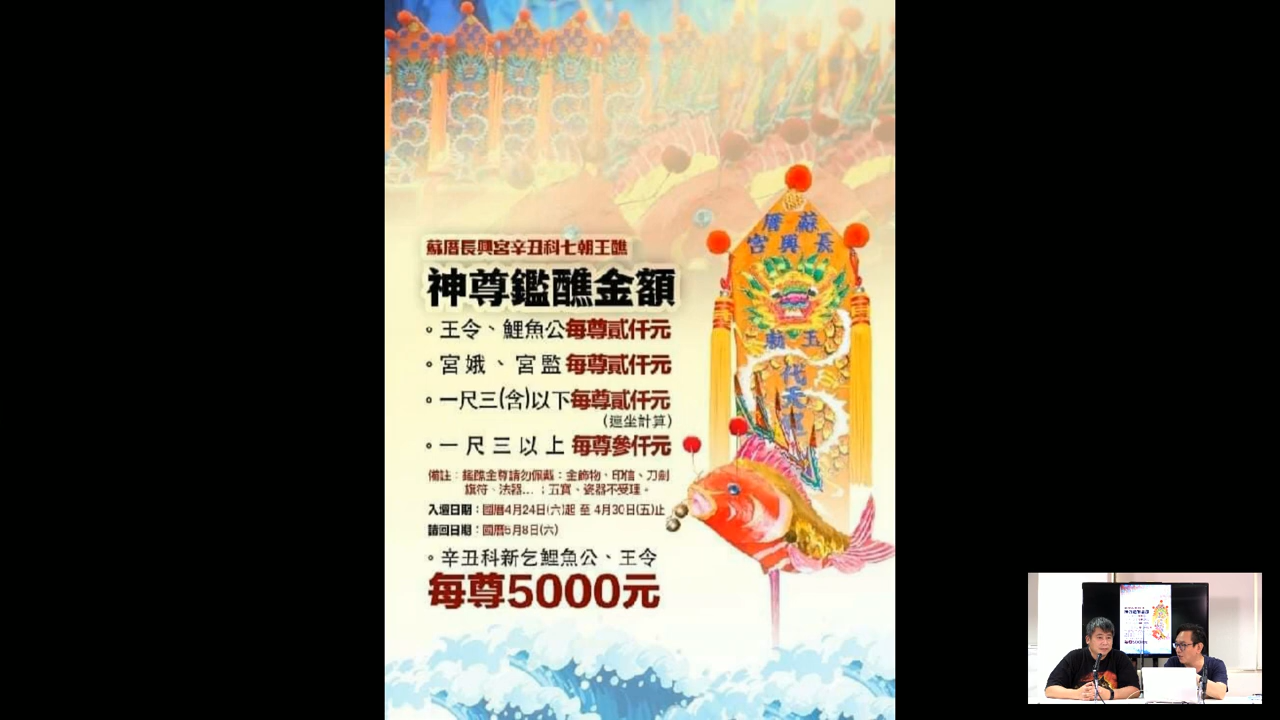 蘇厝長興宮辛丑科七朝王醮
神尊鑑醮金額
。王令、鯉魚公每尊貳仟元
。宮娥、宮監每尊貳仟元
。一尺三(含)以下每尊貳仟元
(連坐計算)
。一尺三以上 每尊參仟元
備註：鑑醮金尊請勿佩戴：金飾物、印信、刀劍
旗符、法器...；五寶、瓷器不受理。
入壇日期：國曆4月24日(六)起 至 4月30日(五)止
請回日期：國曆5月8日(六)
。辛丑科新乞鯉魚公、王令
每尊5000元
蘇厝
長興宮
玉勅
代天